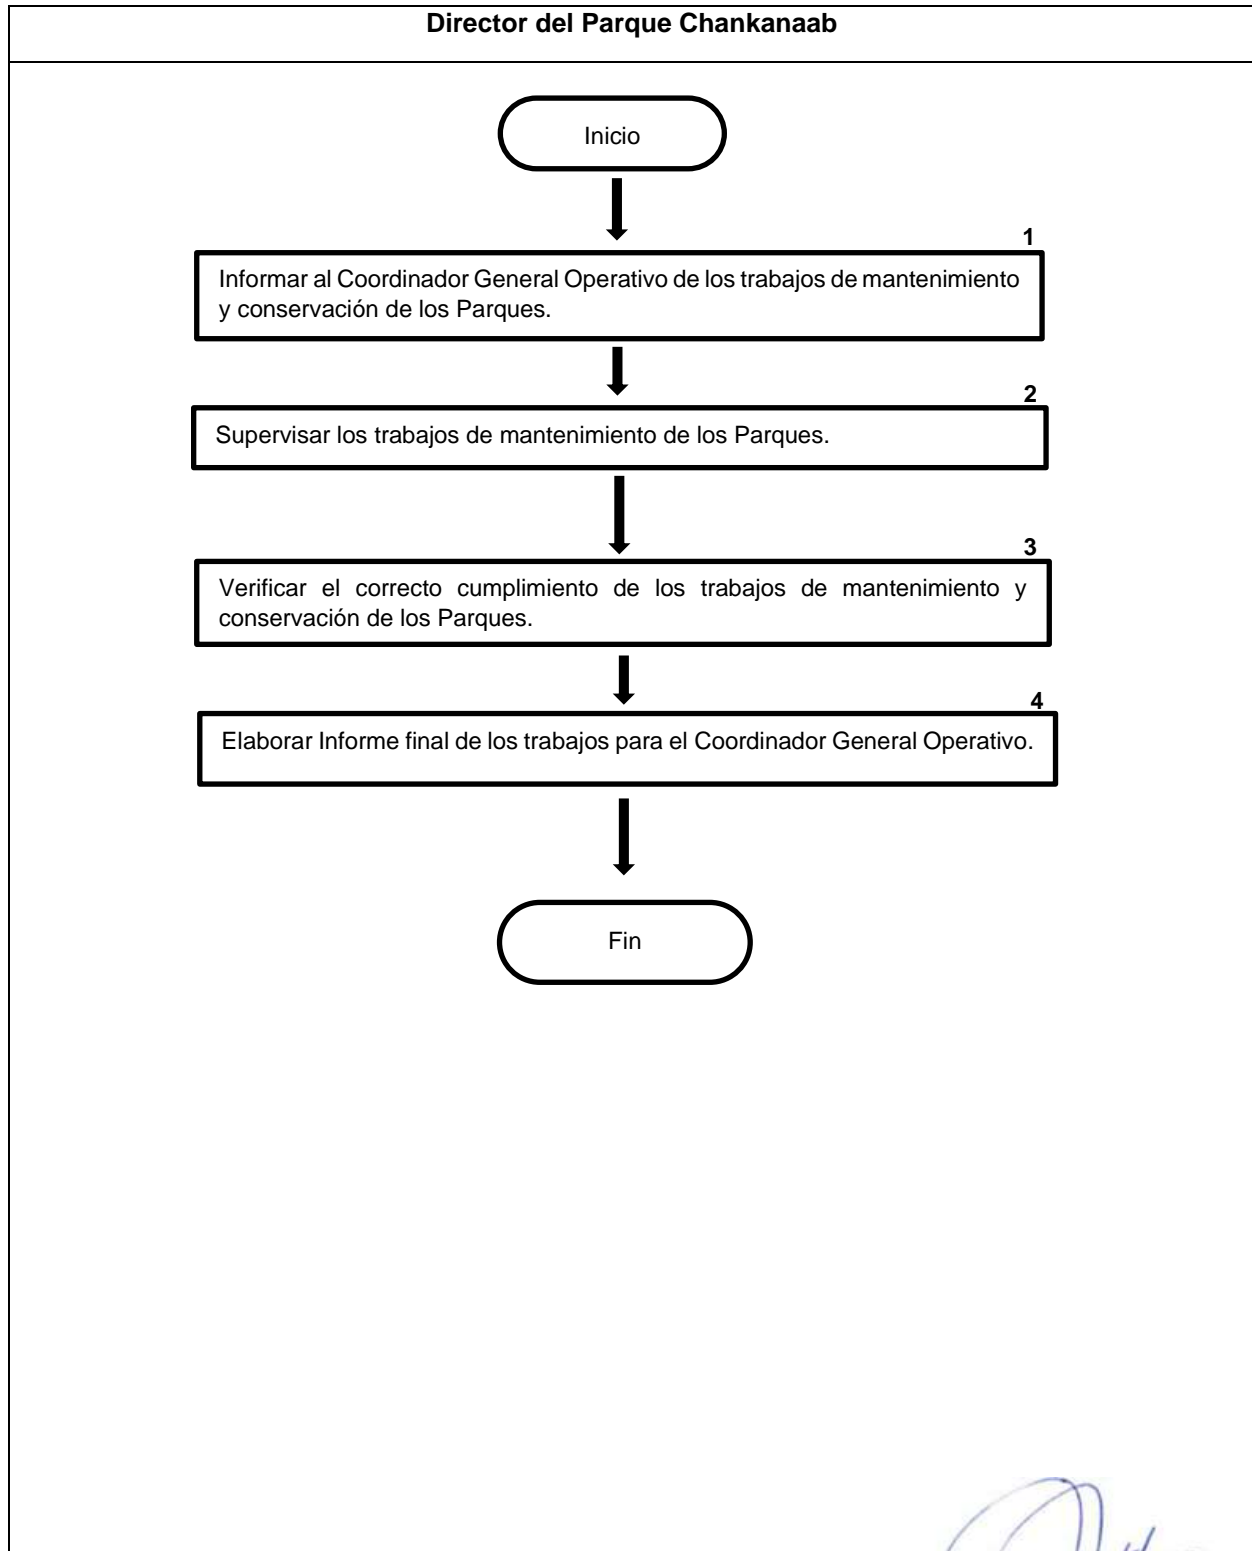 Director del Parque Chankanaab
Inicio
1
Informar al Coordinador General Operativo de los trabajos de mantenimiento
y conservación de los Parques.
2
Supervisar los trabajos de mantenimiento de los Parques.
3
Verificar el correcto cumplimiento de los trabajos de mantenimiento y
conservación de los Parques.
4
Elaborar Informe final de los trabajos para el Coordinador General Operativo.
Fin